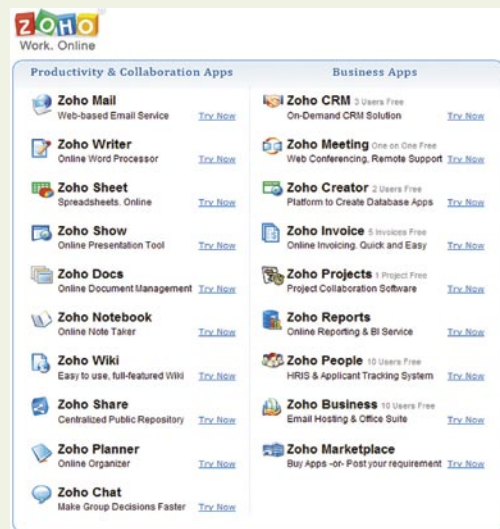 ZOHO
Work. Online
Productivity & Collaboration Apps
Zoho Mail
Web-based Email Service Try Now
Zoho Writer
Online Word Processor Try Now
Zoho Sheet
Spreadsheets. Online Try Now
Zoho Show
Online Presentation Tool Try Now
Zoho Docs
Online Document Management Try Now
Zoho Notebook
Online Note Taker Try Now
Zoho Wiki
Easy to use, full-featured Wiki Try Now
Zoho Share
Centralized Public Repository Try Now
Zoho Planner
Online Organizer Try Now
Zoho Chat
Make Group Decisions Faster Try Now
Business Apps
Zoho CRM 3 Users Free
On-Demand CRM Solution Try Now
Zoho Meeting One on One Free
Web Conferencing, Remote Support Try Now
Zoho Creator 2 Users Free
Platform to Create Database Apps Try Now
Zoho Invoice 5 Invoices Free
Online Invoicing. Quick and Easy Try Now
Zoho Projects 1 Project Free
Project Collaboration Software Try Now
Zoho Reports
Online Reporting & BI Service Try Now
Zoho People 10 Users Free
HRIS & Applicant Tracking System Try Now
Zoho Business 10 Users Free
Email Hosting & Office Suite Try Now
Zoho Marketplace
Buy Apps -or- Post your requirement Try Now